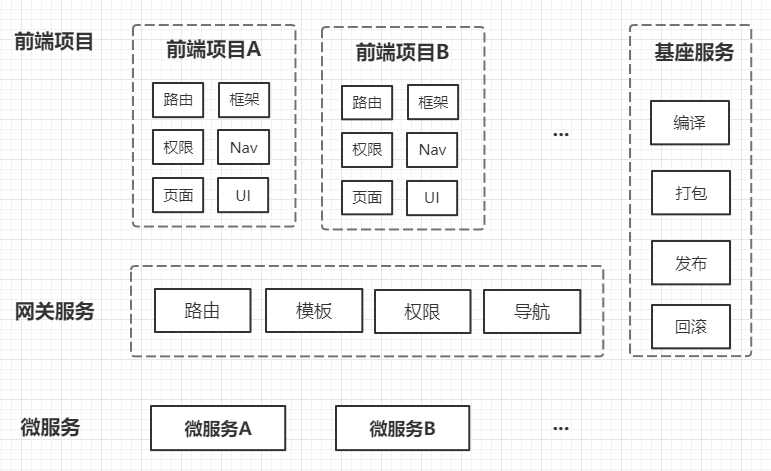 前端项目
前端项目A
路由 框架
权限 Nav
页面 UI
前端项目B
路由 框架
权限 Nav
页面 UI
...
基座服务
编译
打包
发布
回滚
网关服务
路由 模板 权限 导航
微服务
微服务A 微服务B ...